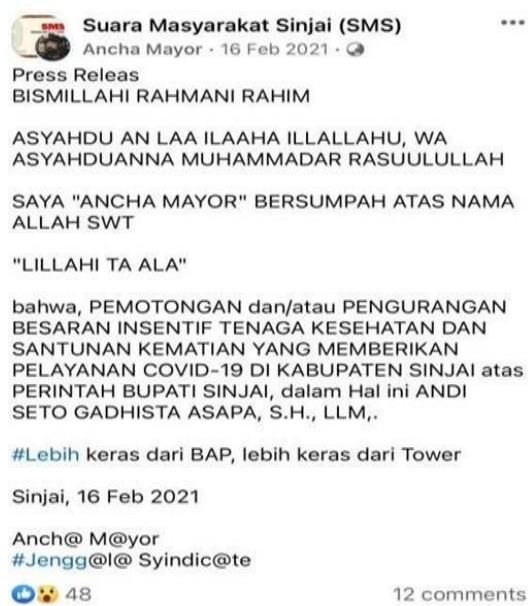 SMS
Suara Masyarakat Sinjai (SMS)
Ancha Mayor · 16 Feb 2021 ·
Press Releas
BISMILLAHI RAHMANI RAHIM
ASYAHDU AN LAA ILAAHA ILLALLAHU, WA
ASYAHDUANNA MUHAMMADAR RASUULULLAH
SAYA "ANCHA MAYOR" BERSUMPAH ATAS NAMA
ALLAH SWT
"LILLAHI TA ALA"
bahwa, PEMOTONGAN dan/atau PENGURANGAN
BESARAN INSENTIF TENAGA KESEHATAN DAN
SANTUNAN KEMATIAN YANG MEMBERIKAN
PELAYANAN COVID-19 DI KABUPATEN SINJAI atas
PERINTAH BUPATI SINJAI, dalam Hal ini ANDI
SETO GADHISTA ASAPA, S.H., LLM,.
#Lebih keras dari BAP, lebih keras dari Tower
Sinjai, 16 Feb 2021
Anch@ M@yor
#Jengg@l@ Syindic@te
48
12 comments